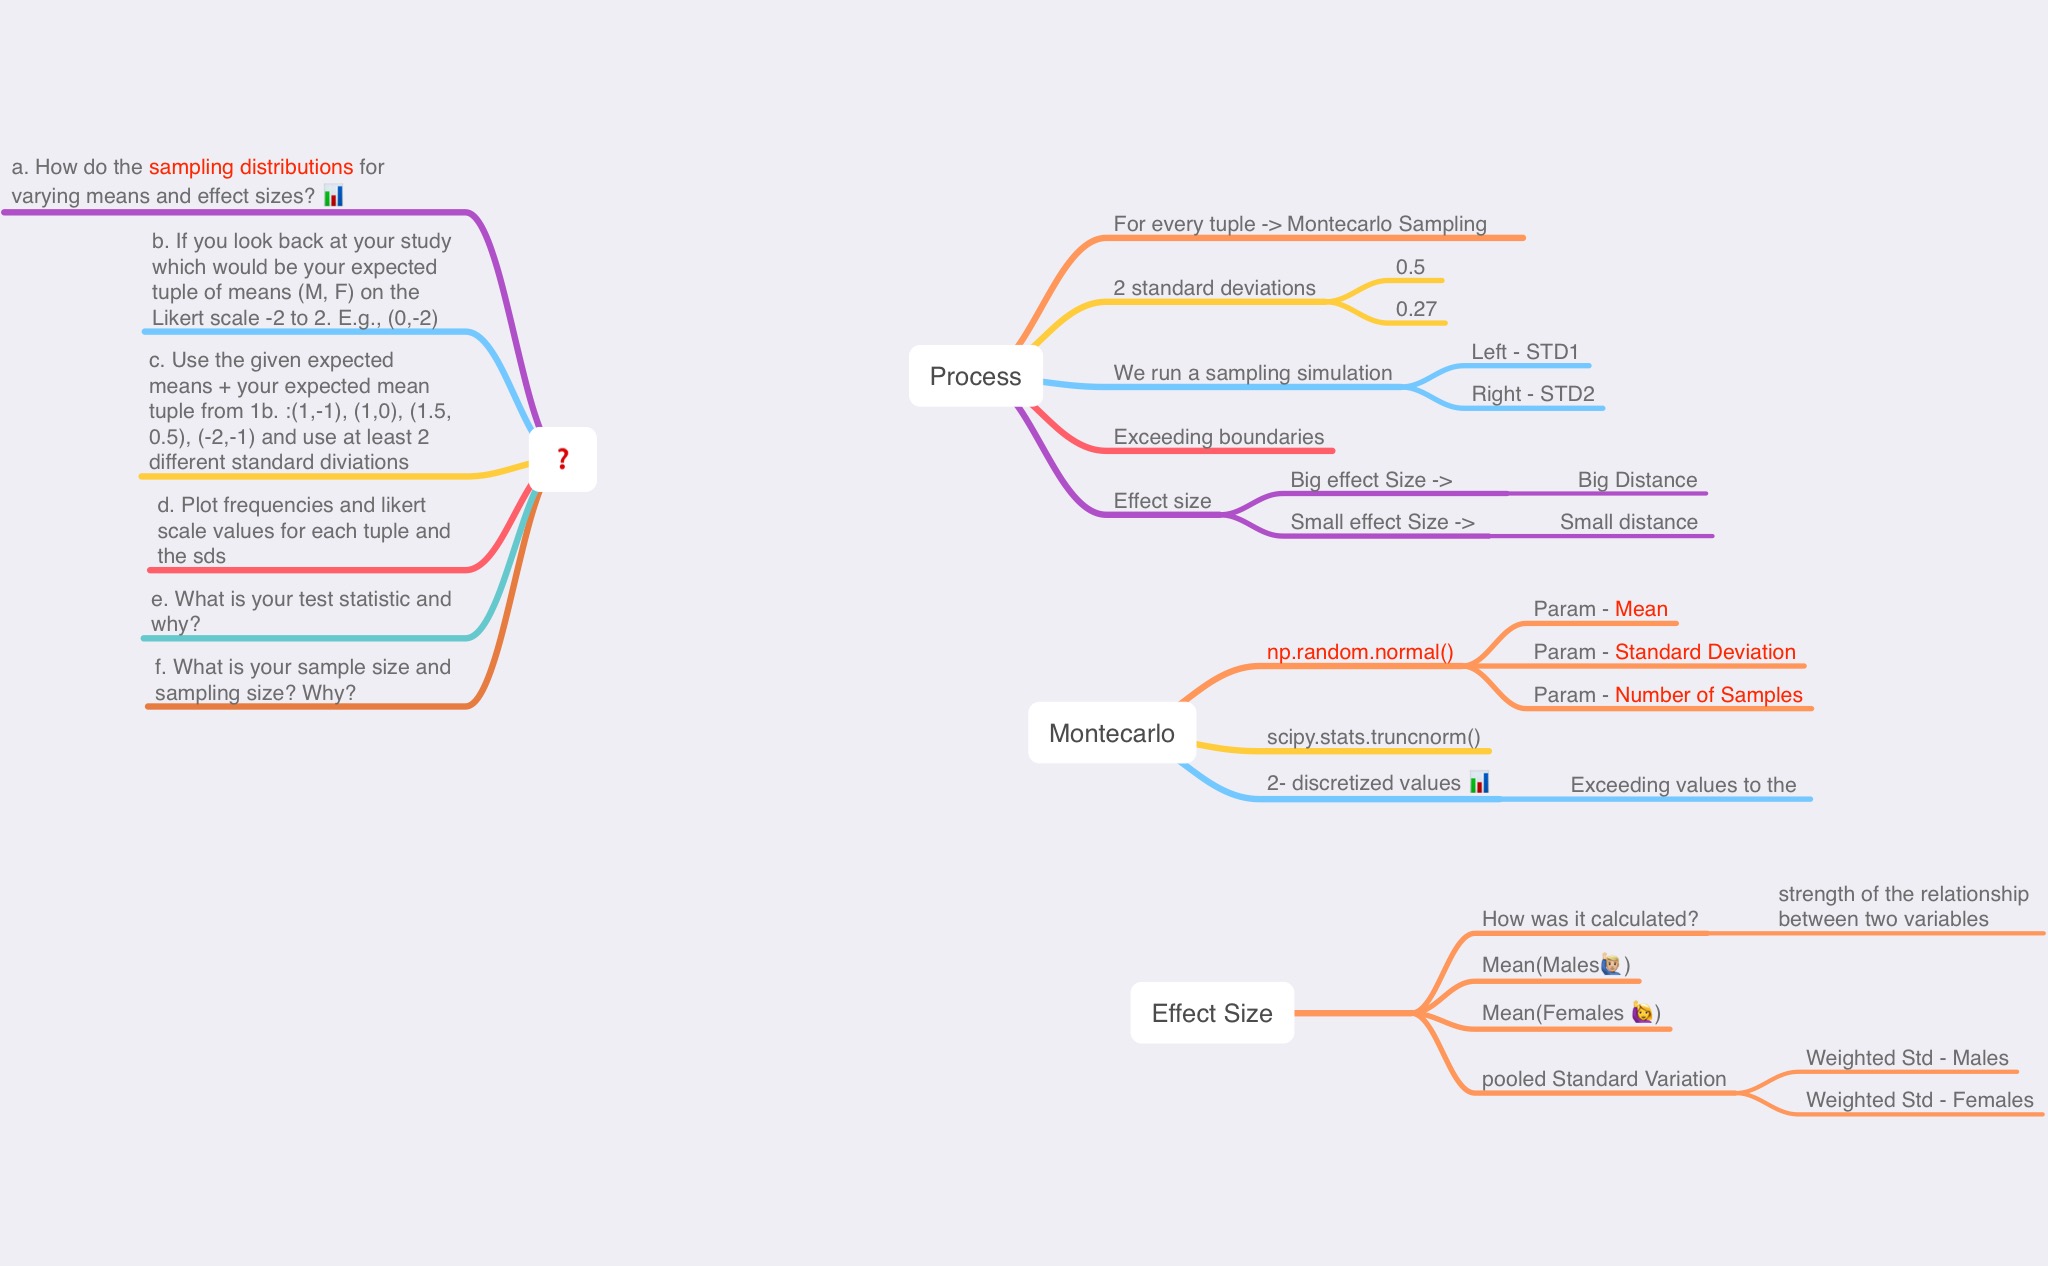 a. How do the sampling distributions for
varying means and effect sizes? 📊
b. If you look back at your study
which would be your expected
tuple of means (M, F) on the
Likert scale -2 to 2. E.g., (0,-2)
c. Use the given expected
means + your expected mean
tuple from 1b. :(1,-1), (1,0), (1.5,
0.5), (-2,-1) and use at least 2
different standard diviations
d. Plot frequencies and likert
scale values for each tuple and
the sds
e. What is your test statistic and
why?
f. What is your sample size and
sampling size? Why?
❓
Process
For every tuple -> Montecarlo Sampling
2 standard deviations
0.5
0.27
We run a sampling simulation
Left - STD1
Right - STD2
Exceeding boundaries
Effect size
Big effect Size ->
Big Distance
Small effect Size ->
Small distance
Montecarlo
np.random.normal()
Param - Mean
Param - Standard Deviation
Param - Number of Samples
scipy.stats.truncnorm()
2- discretized values 📊
Exceeding values to the
Effect Size
How was it calculated?
strength of the relationship
between two variables
Mean(Males🙋🏼‍♂️)
Mean(Females 🙋‍♀️)
pooled Standard Variation
Weighted Std - Males
Weighted Std - Females